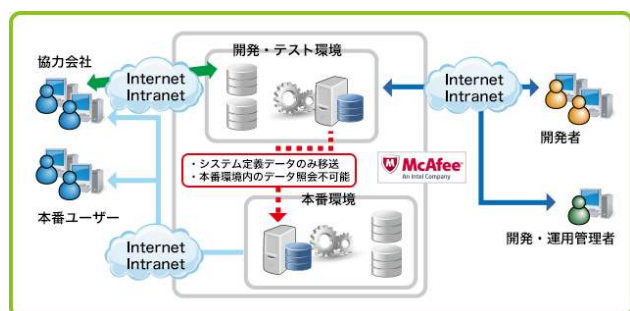 協力会社
Internet
Intranet
開発・テスト環境
Internet
Intranet
開発者
・システム定義データのみ移送
・本番環境内のデータ照会不可能
McAfee
An Intel Company
本番ユーザー
本番環境
開発・運用管理者
Internet
Intranet